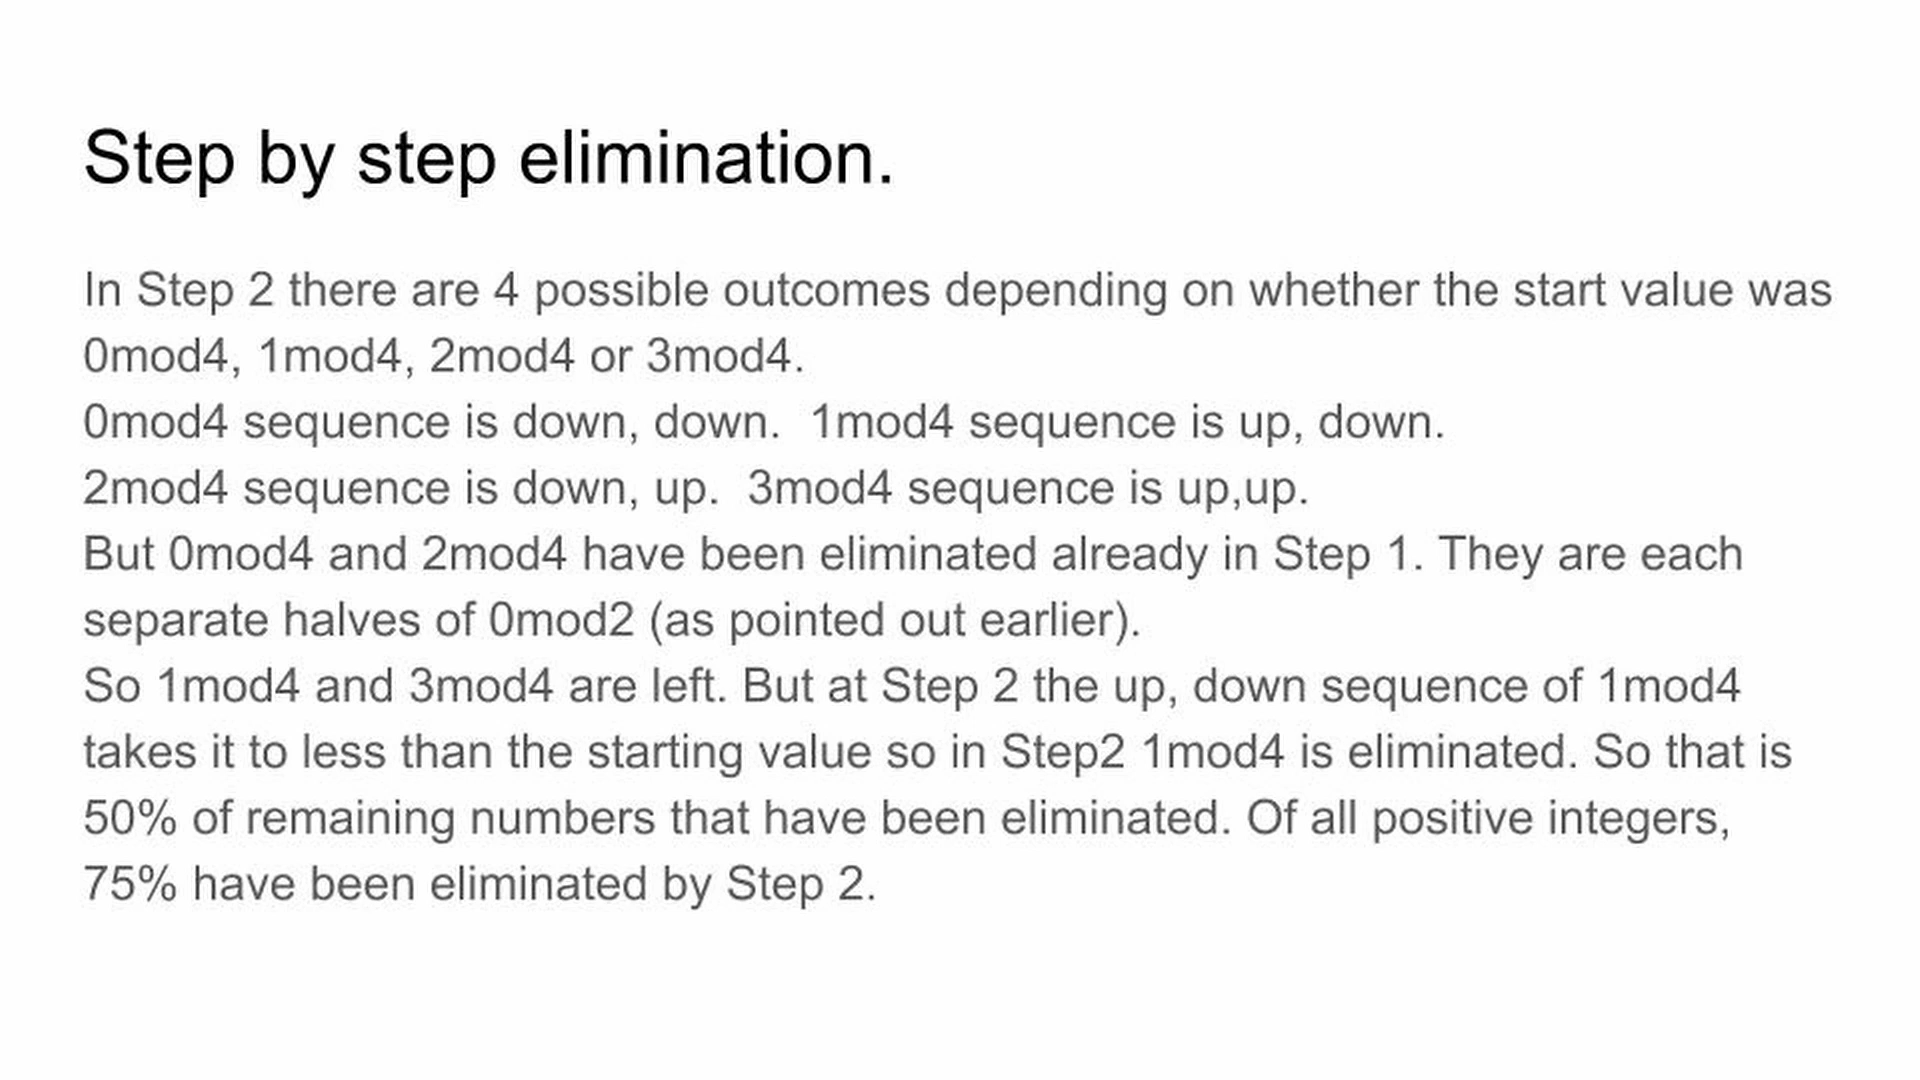 Step by step elimination.
In Step 2 there are 4 possible outcomes depending on whether the start value was
0mod4, 1mod4, 2mod4 or 3mod4.
0mod4 sequence is down, down.  1mod4 sequence is up, down.
2mod4 sequence is down, up.  3mod4 sequence is up,up.
But 0mod4 and 2mod4 have been eliminated already in Step 1. They are each
separate halves of 0mod2 (as pointed out earlier).
So 1mod4 and 3mod4 are left. But at Step 2 the up, down sequence of 1mod4
takes it to less than the starting value so in Step2 1mod4 is eliminated. So that is
50% of remaining numbers that have been eliminated. Of all positive integers,
75% have been eliminated by Step 2.